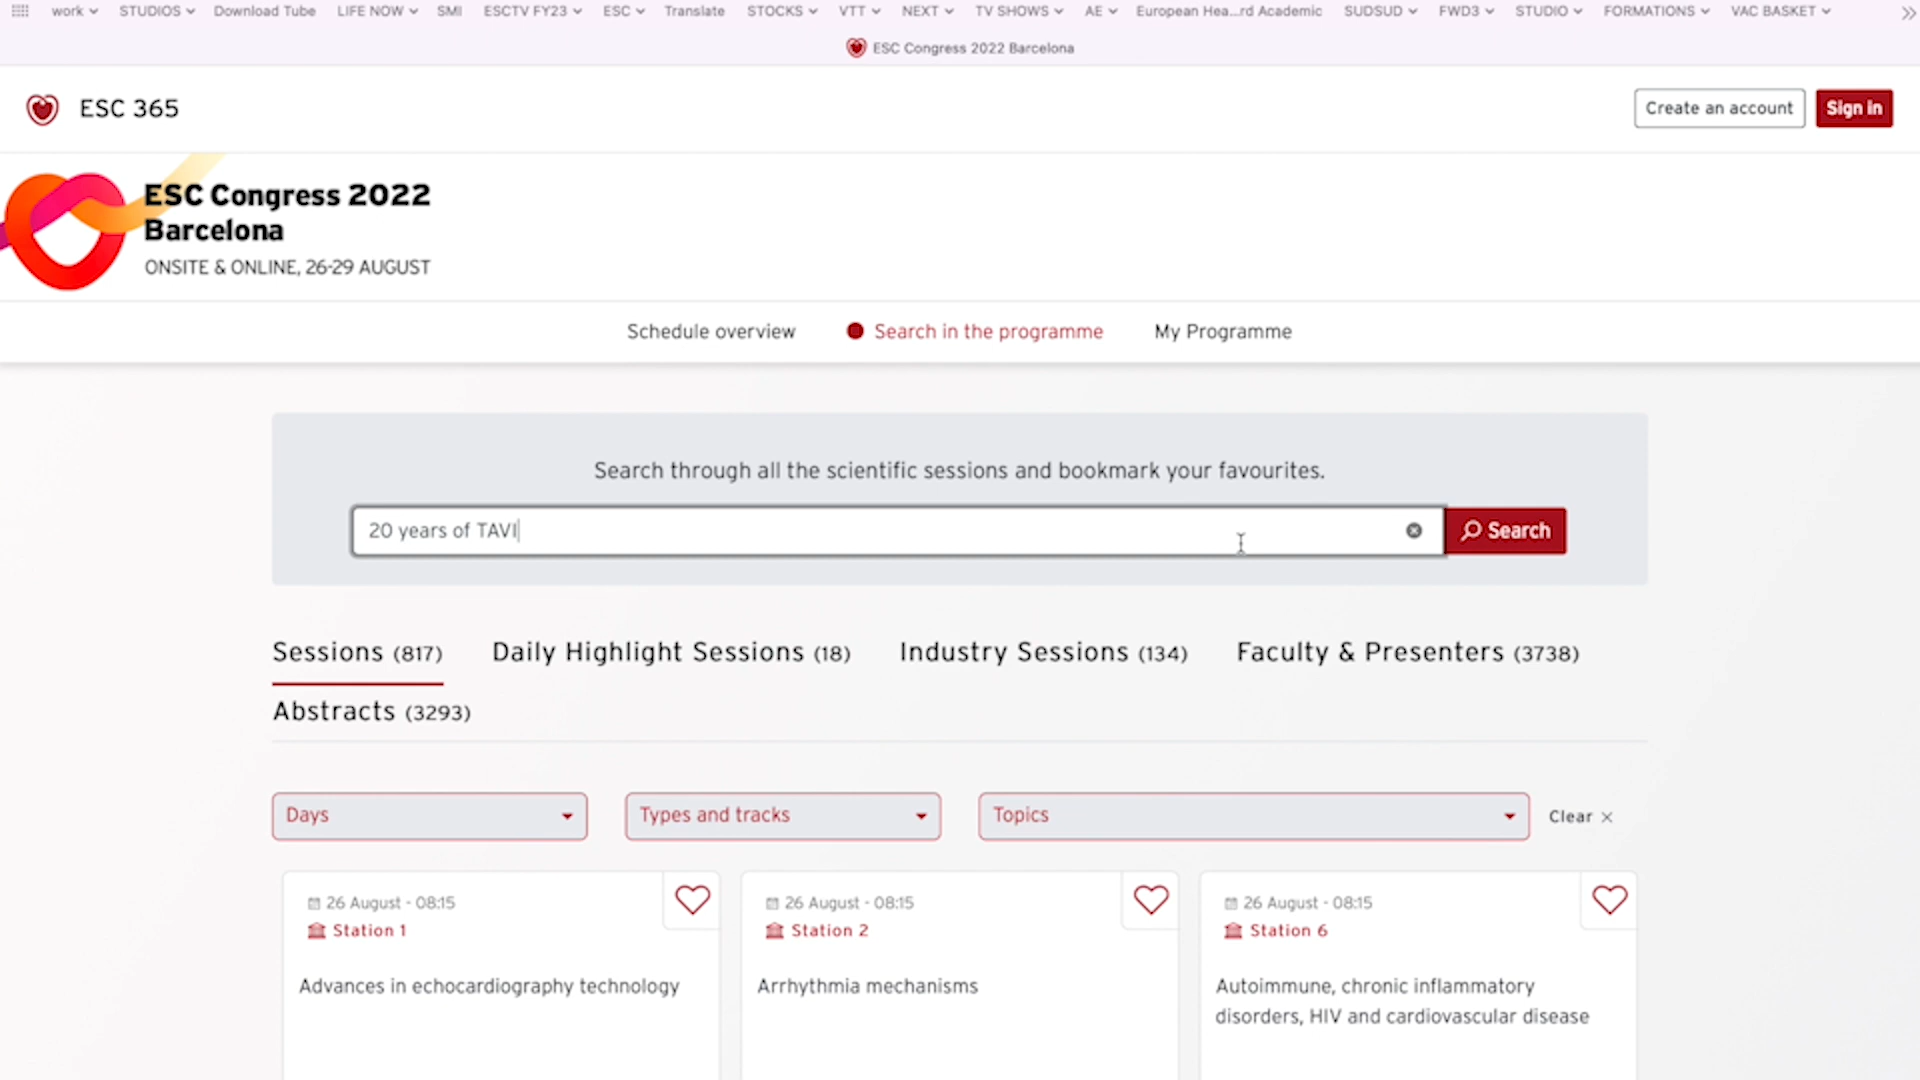 work STUDIOS Download Tube LIFE NOW SMI ESCTV FY23 ESC Translate STOCKS VTT NEXT TV SHOWS AE European Hea...rd Academic SUDSUD FWD3 STUDIO FORMATIONS VAC BASKET
ESC Congress 2022 Barcelona
ESC 365
Create an account
Sign in
ESC Congress 2022
Barcelona
ONSITE & ONLINE, 26-29 AUGUST
Schedule overview
Search in the programme
My Programme
Search through all the scientific sessions and bookmark your favourites.
20 years of TAVI
Search
Sessions (817)
Daily Highlight Sessions (18)
Industry Sessions (134)
Faculty & Presenters (3738)
Abstracts (3293)
Days
Types and tracks
Topics
Clear ×
26 August - 08:15
Station 1
Advances in echocardiography technology
26 August - 08:15
Station 2
Arrhythmia mechanisms
26 August - 08:15
Station 6
Autoimmune, chronic inflammatory
disorders, HIV and cardiovascular disease